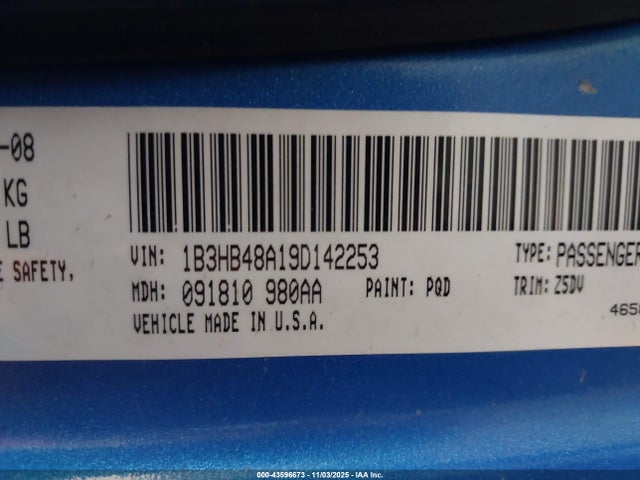 -08
KG
LB
E SAFETY,
VIN: 1B3HB48A19D142253
TYPE: PASSENGER
MDH: 091810 980AA PAINT: PQD TRIM: Z5DV
VEHICLE MADE IN U.S.A.
465
000-43596673 - 11/03/2025 - IAA Inc.